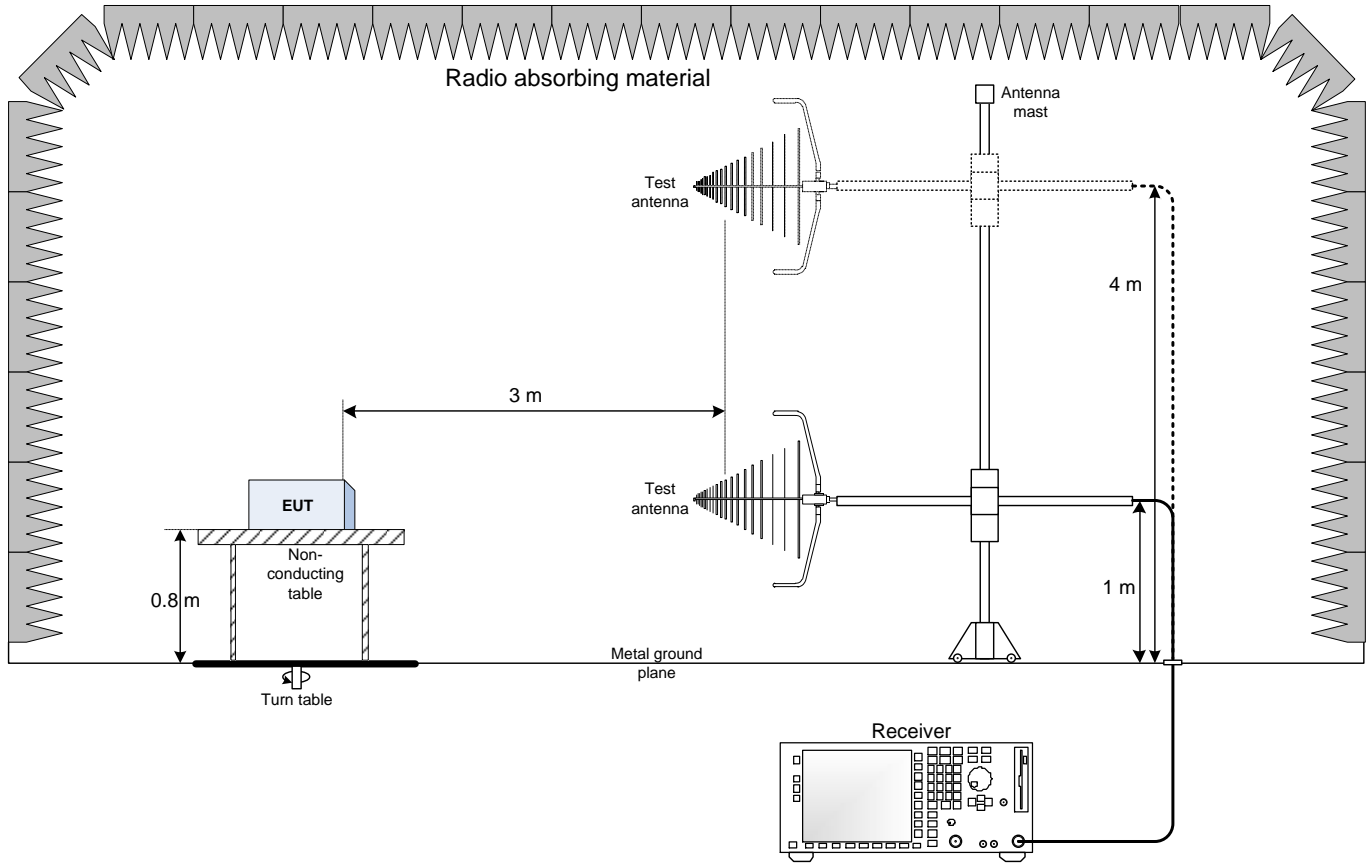 Radio absorbing material
Antenna
mast
Test
antenna
4 m
3 m
EUT
Test
antenna
Non-
conducting
table
0.8 m
1 m
Metal ground
plane
Turn table
Receiver